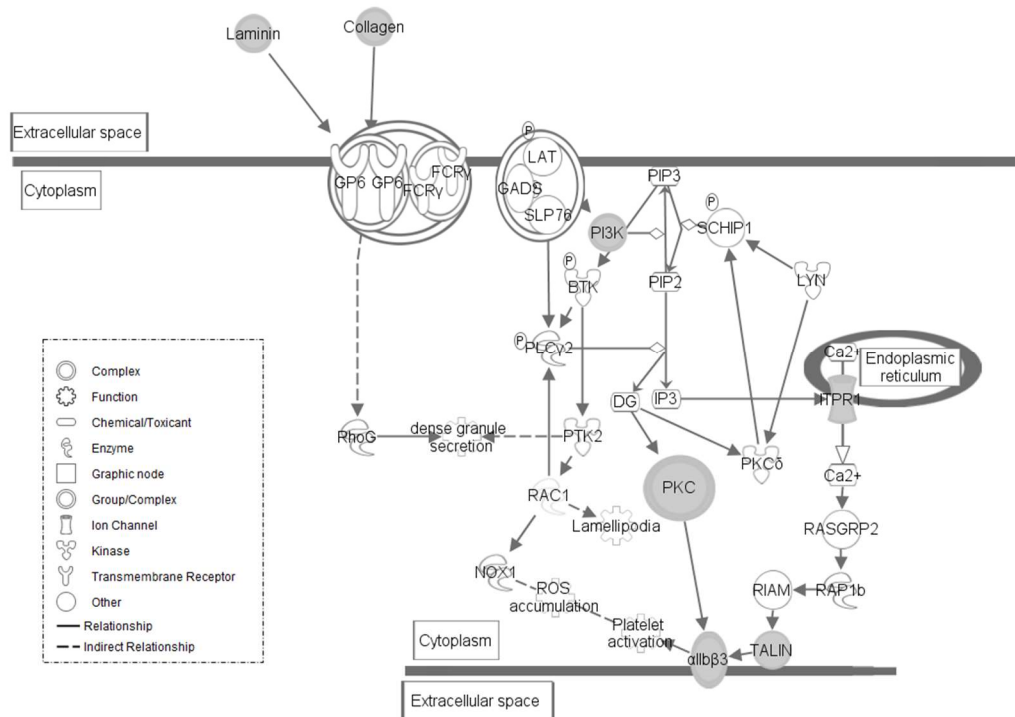 Laminin
Collagen
Extracellular space
Cytoplasm
GP6
GP6
FCRγ
FCRγ
P
LAT
GADS
SLP76
PI3K
PIP3
P
SCHIP1
P
BTK
PIP2
LYN
P
PLCγ2
Ca2+
Endoplasmic
reticulum
ITPR1
DG
IP3
RhoG
dense granule
secretion
PTK2
PKCδ
PKC
Ca2+
RAC1
Lamellipodia
RASGRP2
NOX1
ROS
accumulation
RIAM
RAP1b
Platelet
activation
Cytoplasm
αIIbβ3
TALIN
Extracellular space
Complex
Function
Chemical/Toxicant
Enzyme
Graphic node
Group/Complex
Ion Channel
Kinase
Transmembrane Receptor
Other
Relationship
Indirect Relationship